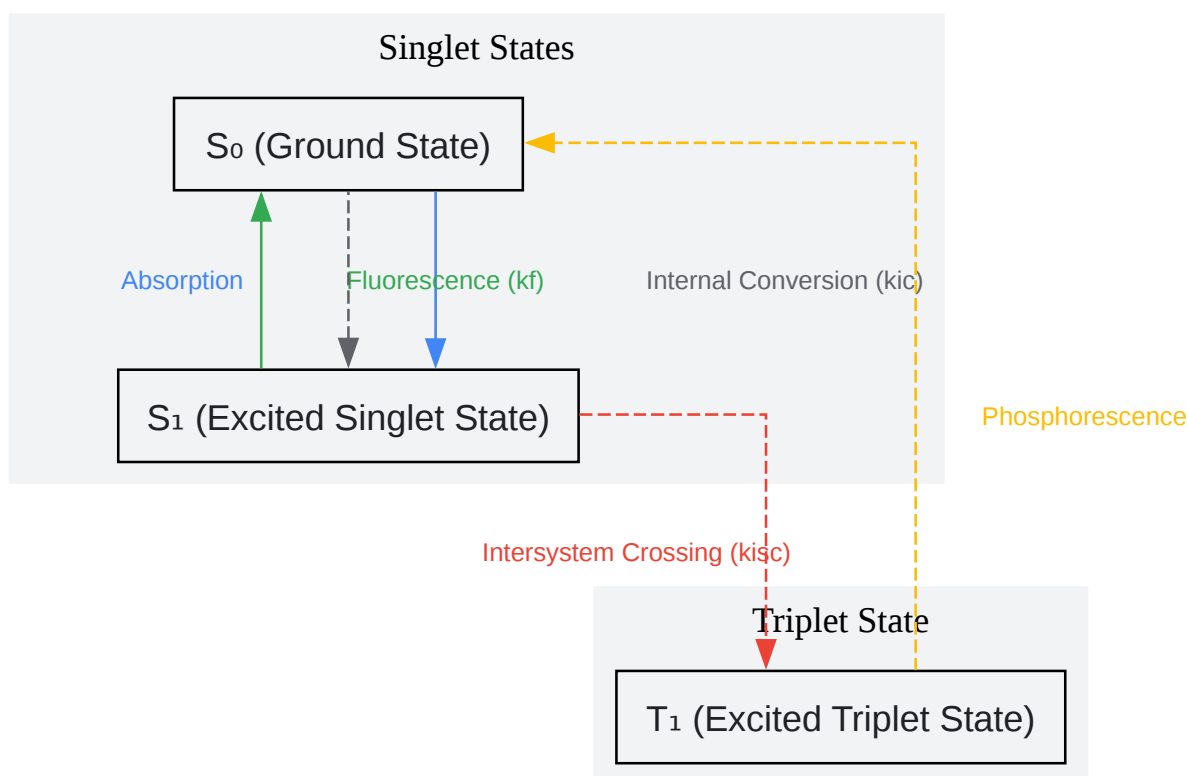 Singlet States
S₀ (Ground State)
Absorption
Fluorescence (kf)
Internal Conversion (kic)
S₁ (Excited Singlet State)
Phosphorescence
Intersystem Crossing (kisc)
Triplet State
T₁ (Excited Triplet State)